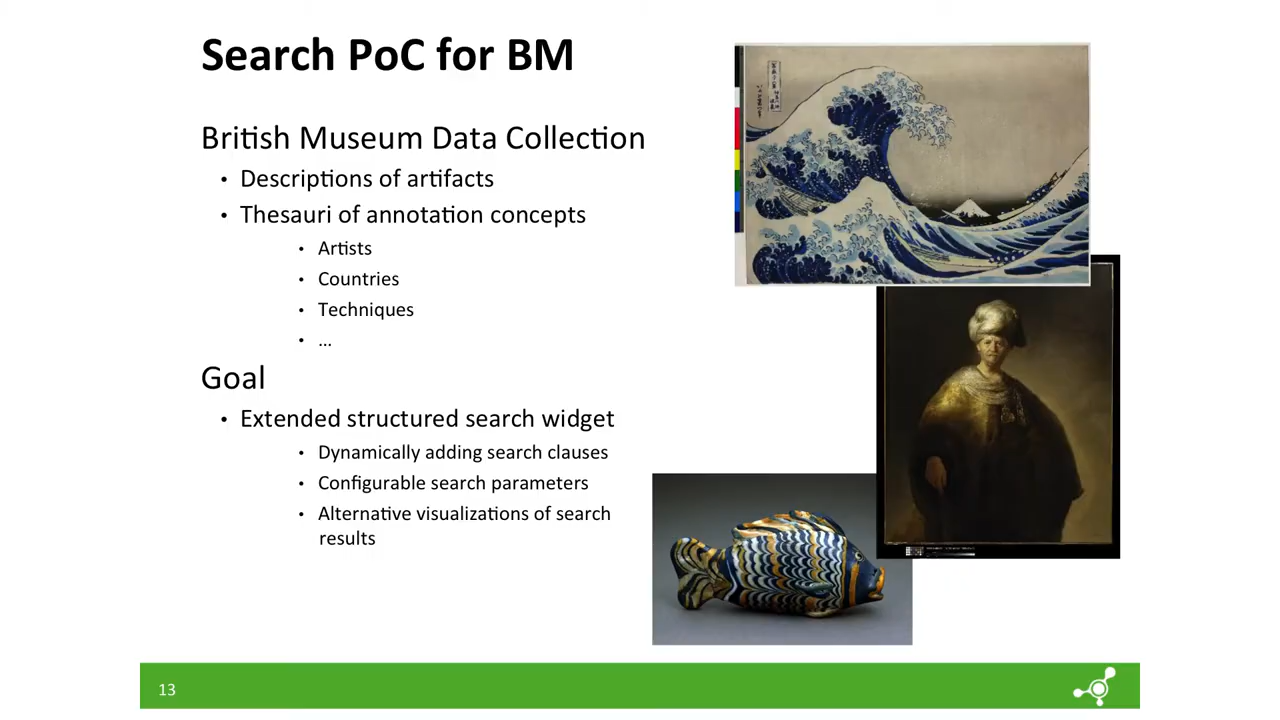 Search PoC for BM
British Museum Data Collection
• Descriptions of artifacts
• Thesauri of annotation concepts
• Artists
• Countries
• Techniques
• ...
Goal
• Extended structured search widget
• Dynamically adding search clauses
• Configurable search parameters
• Alternative visualizations of search
results
13